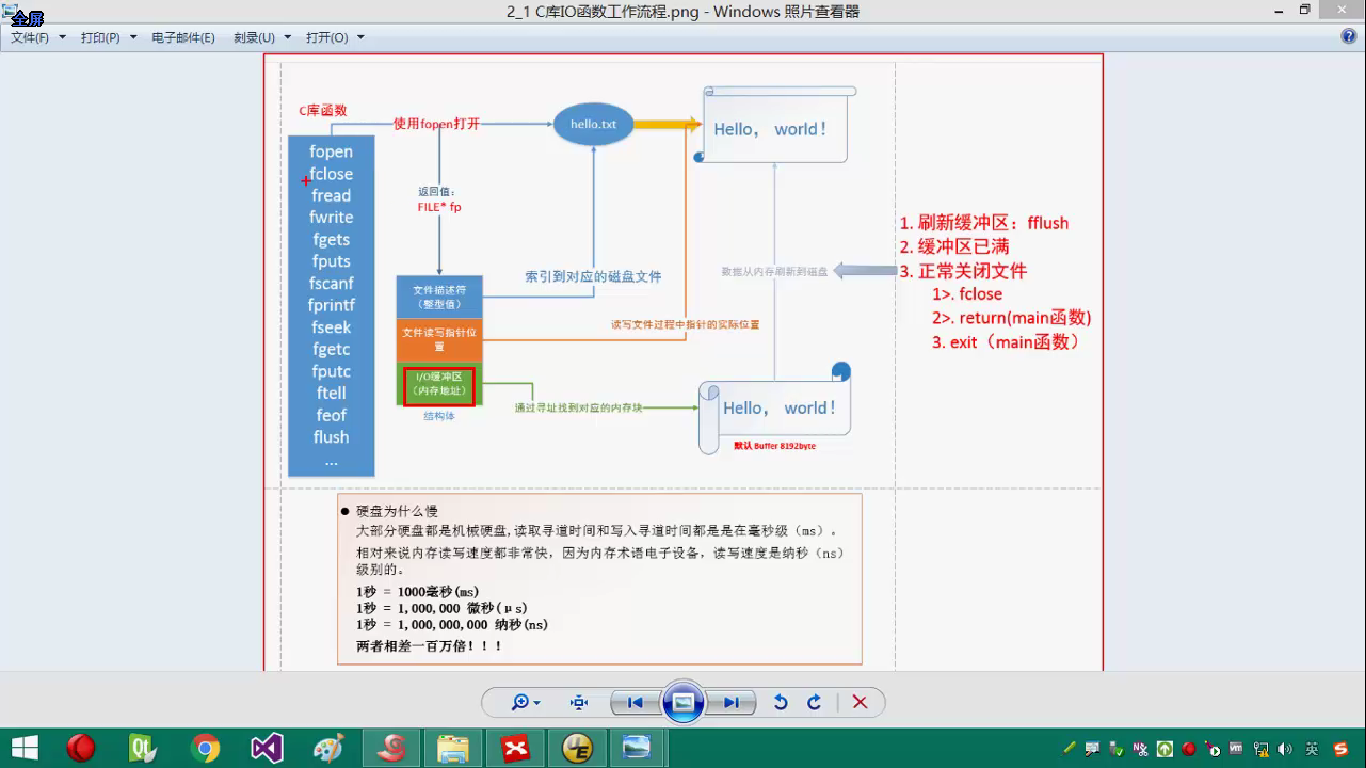 全屏
2_1 C库IO函数工作流程.png - Windows 照片查看器
文件(F) 打印(P) 电子邮件(E) 刻录(U) 打开(O)
C库函数
使用fopen打开
hello.txt
Hello, world!
fopen
fclose
fread
fwrite
fgets
fputs
fscanf
fprintf
fseek
fgetc
fputc
ftell
feof
flush
...
返回值:
FILE* fp
文件描述符
(整型值)
文件读写指针位
置
I/O缓冲区
(内存地址)
结构体
索引到对应的磁盘文件
读写文件过程中指针的实际位置
通过寻址找到对应的内存块
数据从内存刷新到磁盘
Hello, world!
默认 Buffer 8192byte
1. 刷新缓冲区：fflush
2. 缓冲区已满
3. 正常关闭文件
1>. fclose
2>. return(main函数)
3. exit（main函数）
● 硬盘为什么慢
大部分硬盘都是机械硬盘,读取寻道时间和写入寻道时间都是是在毫秒级（ms）。
相对来说内存读写速度都非常快，因为内存术语电子设备，读写速度是纳秒（ns）
级别的。
1秒 = 1000毫秒(ms)
1秒 = 1,000,000 微秒(μs)
1秒 = 1,000,000,000 纳秒(ns)
两者相差一百万倍！！！
英